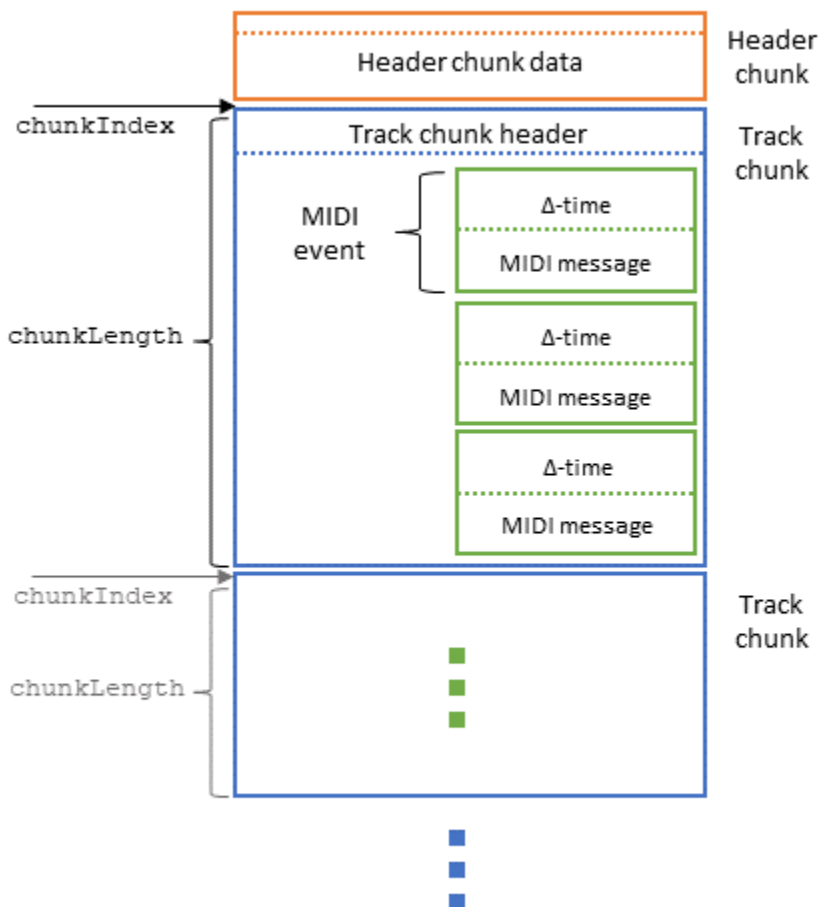 Header chunk data
Header
chunk
chunkIndex
Track chunk header
Track
chunk
MIDI
event
Δ-time
MIDI message
chunkLength
Δ-time
MIDI message
Δ-time
MIDI message
chunkIndex
Track
chunk
chunkLength